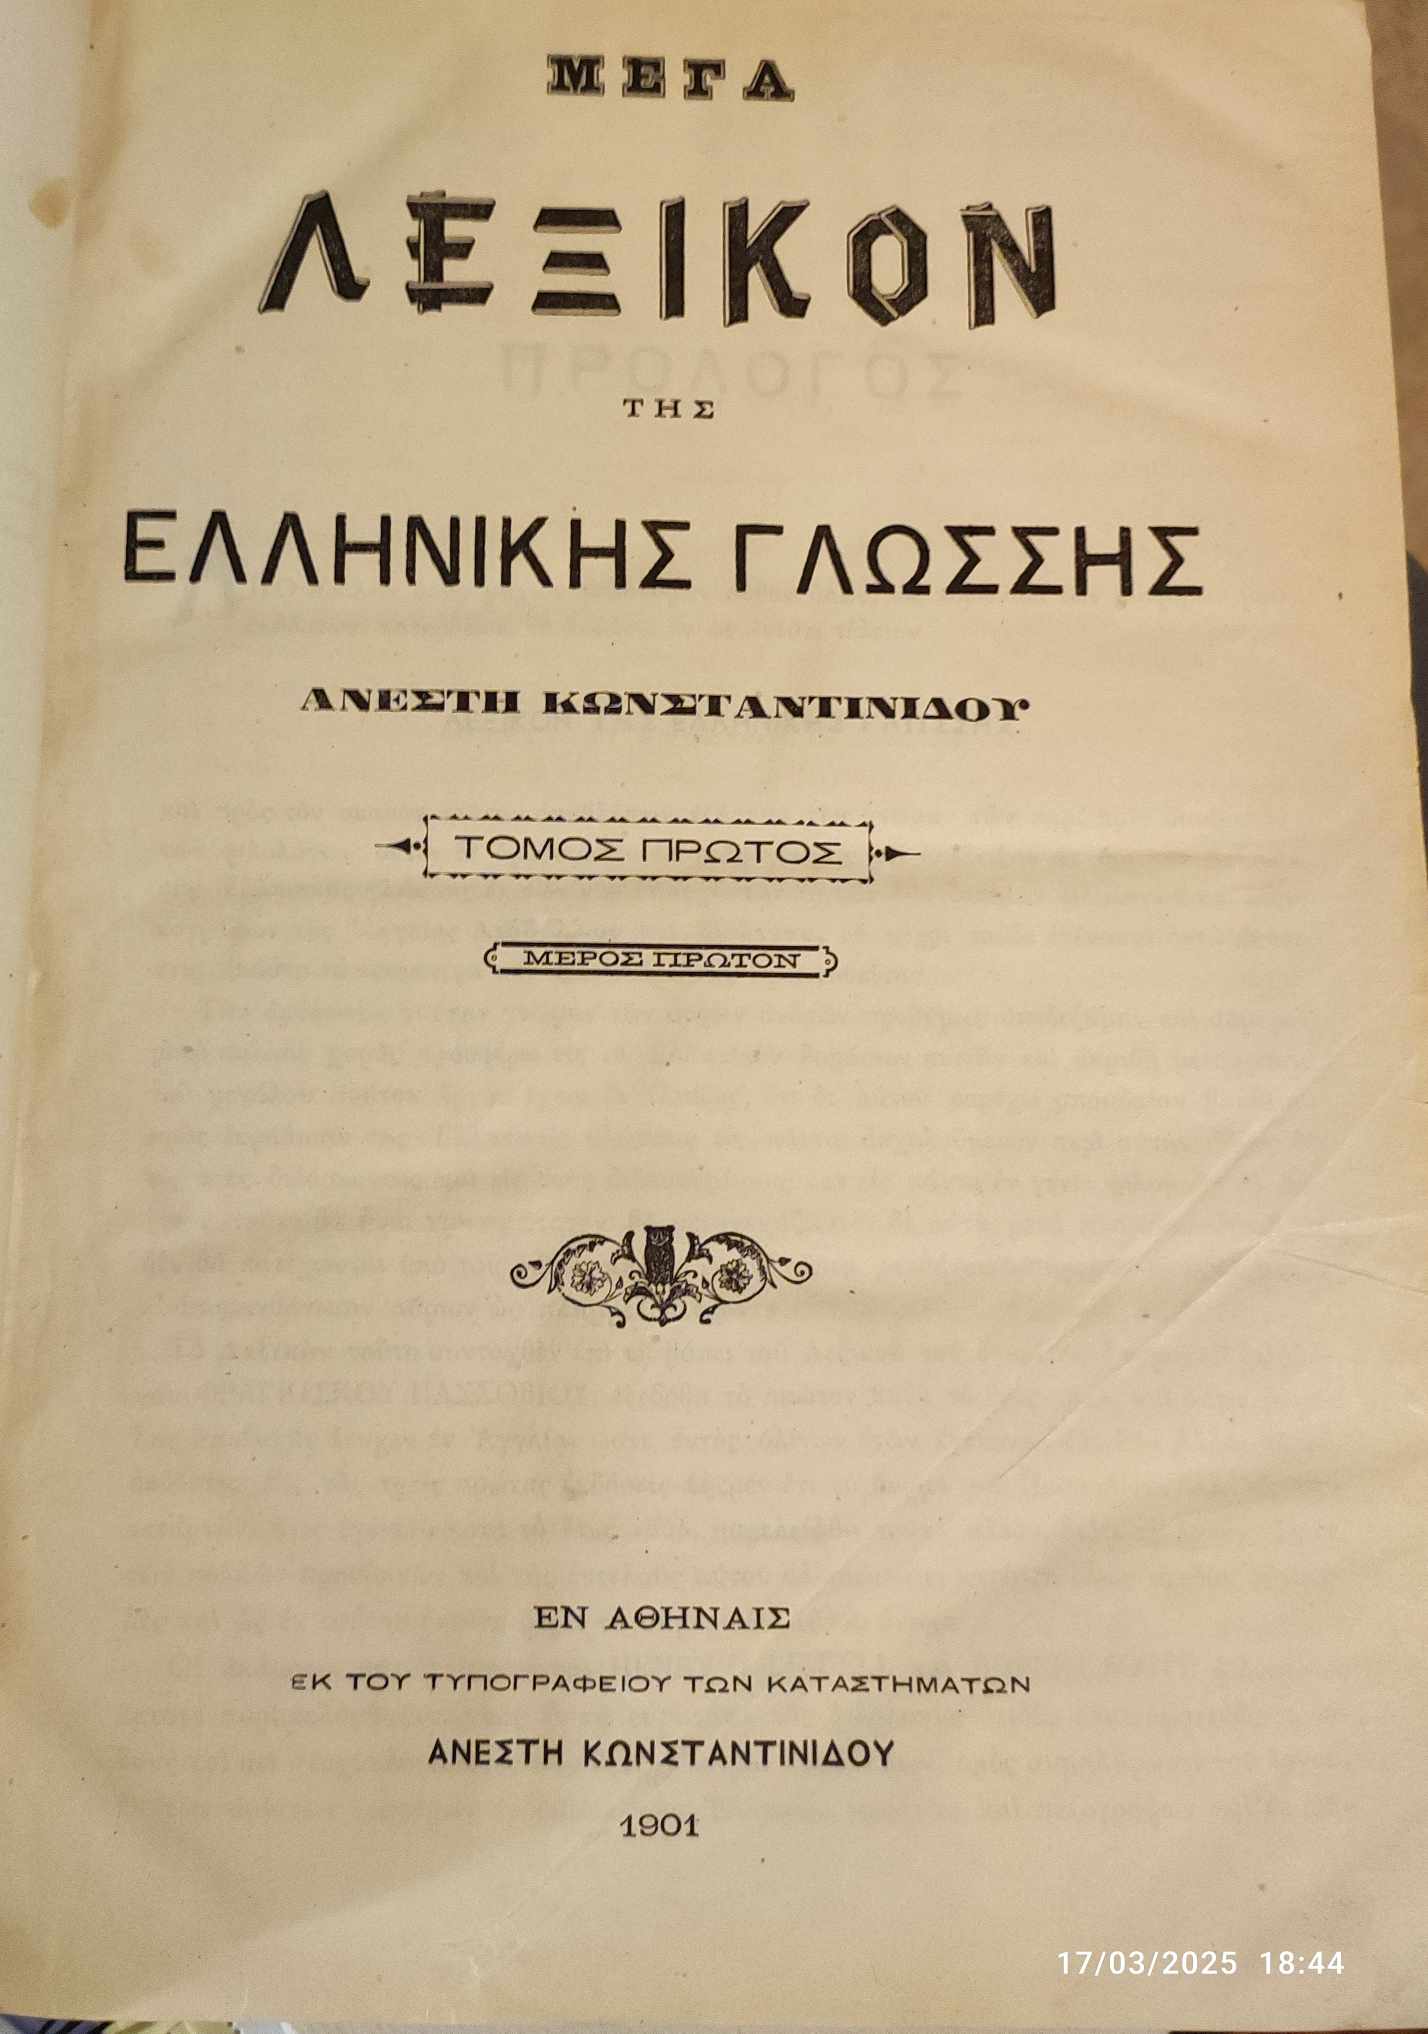 ΜΕΓΑ
ΛΕΞΙΚΟΝ
ΤΗΣ
ΕΛΛΗΝΙΚΗΣ ΓΛΩΣΣΗΣ
ΑΝΕΣΤΗ ΚΩΝΣΤΑΝΤΙΝΙΔΟΥ
ΤΟΜΟΣ ΠΡΩΤΟΣ
ΜΕΡΟΣ ΠΡΩΤΟΝ
ΕΝ ΑΘΗΝΑΙΣ
ΕΚ ΤΟΥ ΤΥΠΟΓΡΑΦΕΙΟΥ ΤΩΝ ΚΑΤΑΣΤΗΜΑΤΩΝ
ΑΝΕΣΤΗ ΚΩΝΣΤΑΝΤΙΝΙΔΟΥ
1901
17/03/2025 18:44